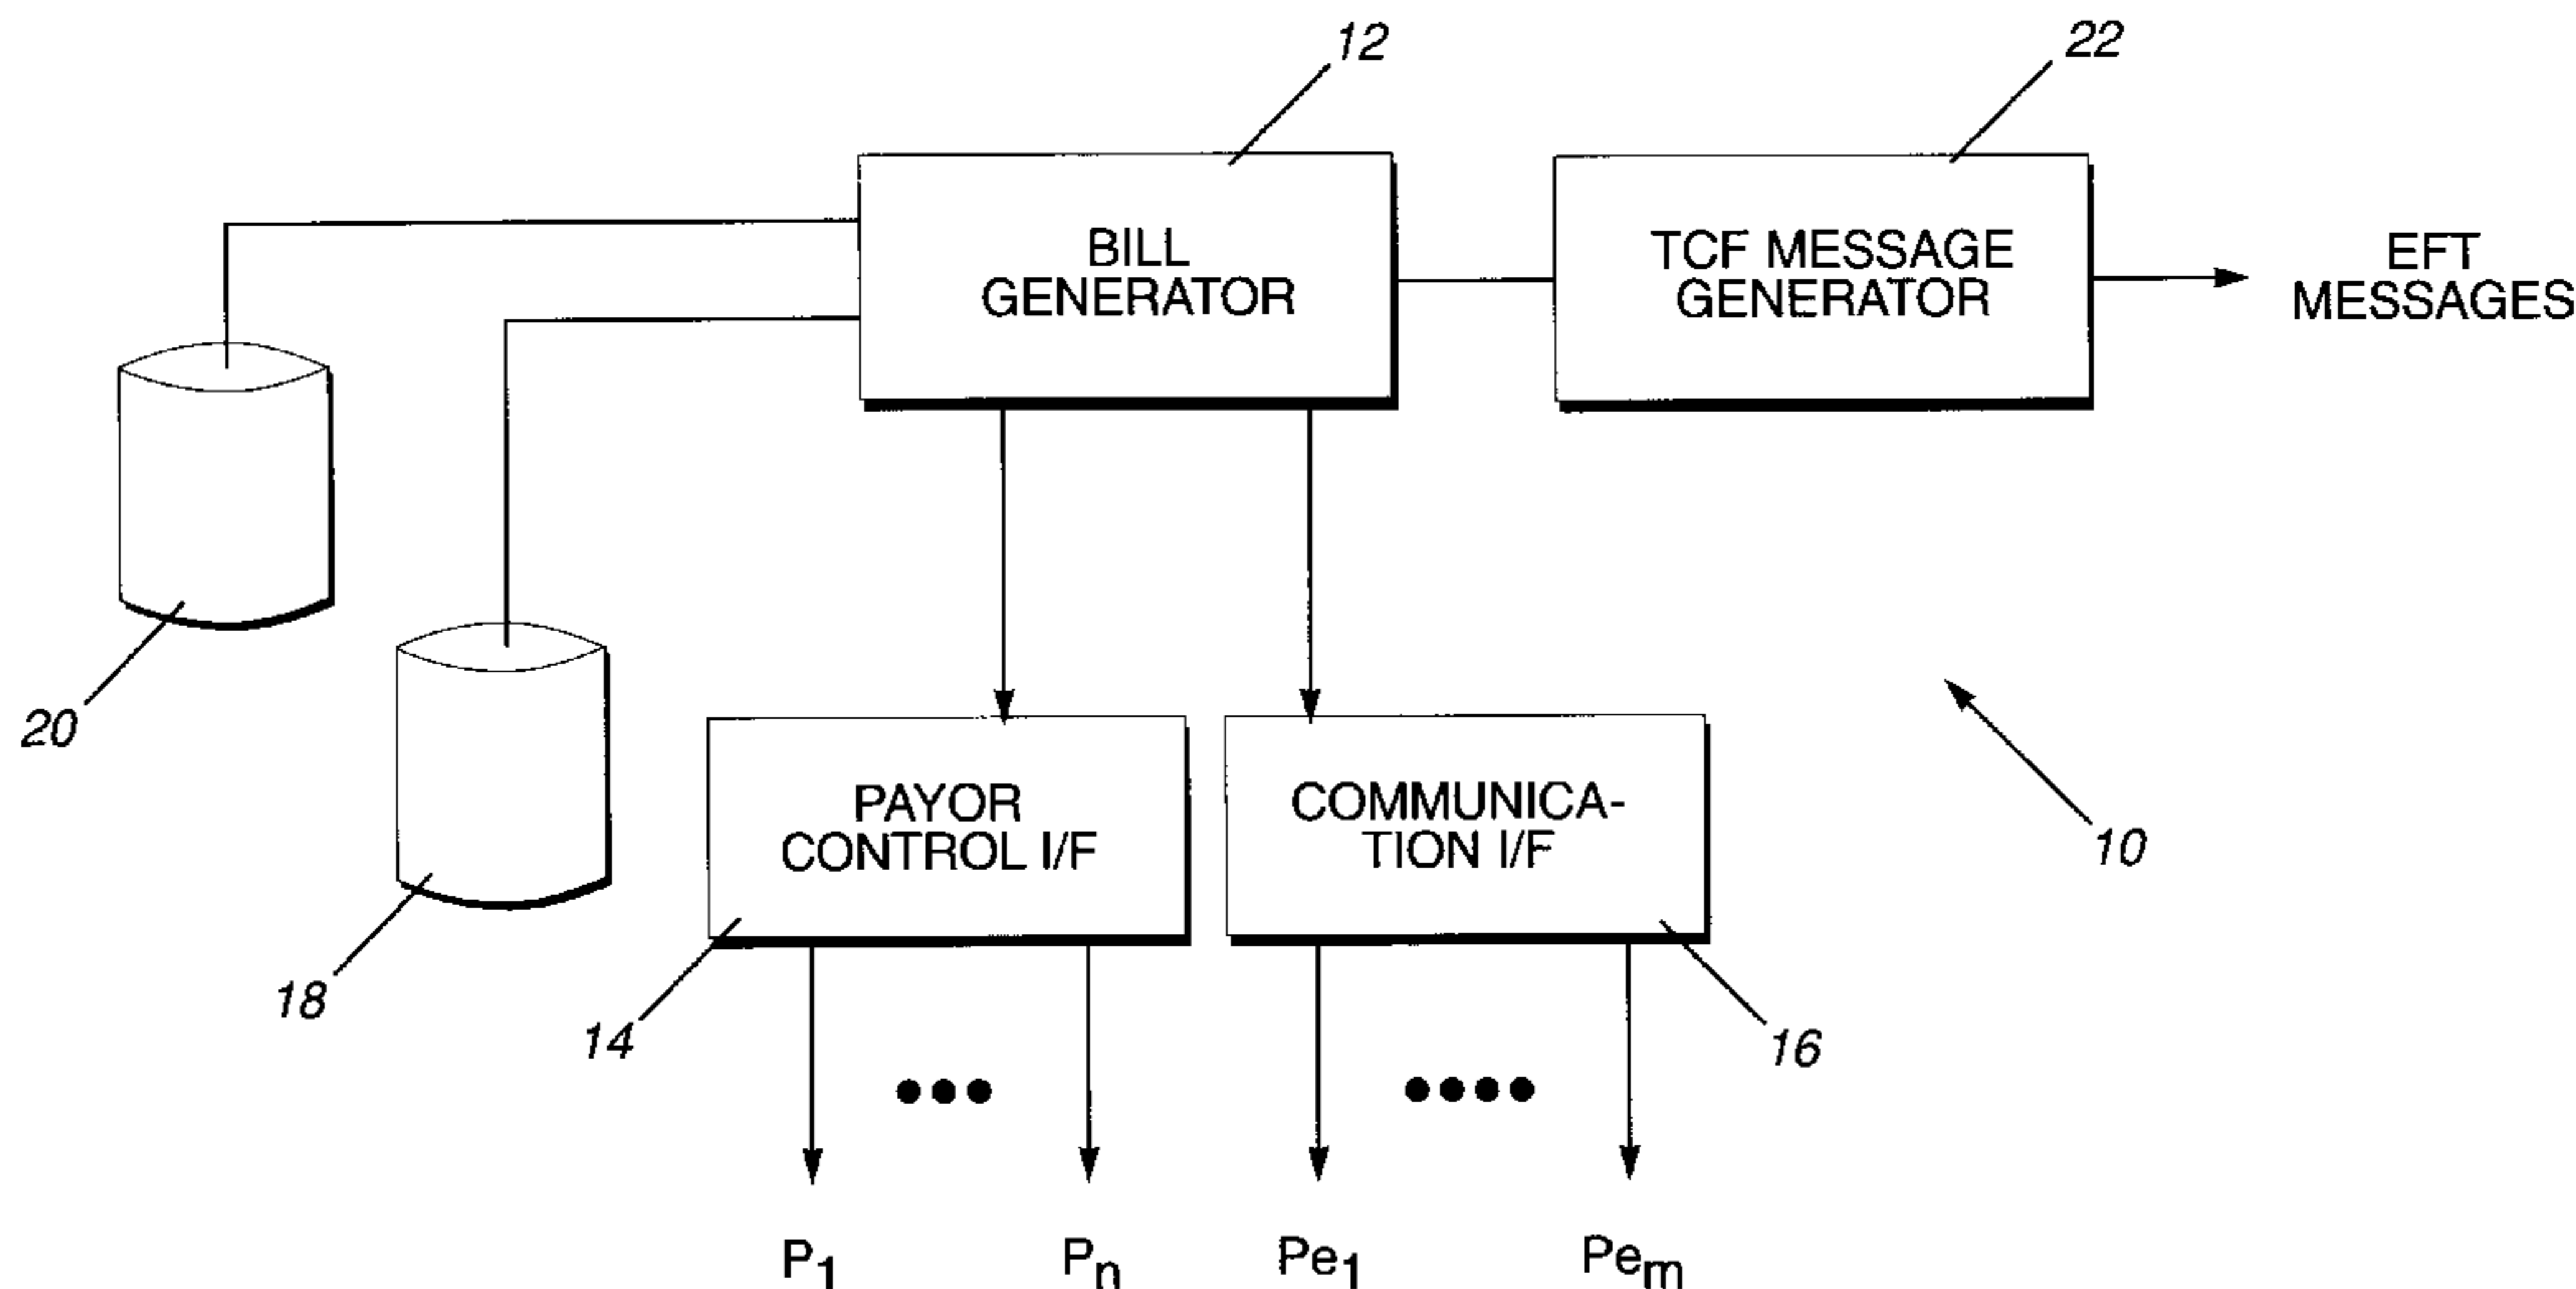 12
22
BILL
GENERATOR
TCF MESSAGE
GENERATOR
EFT
MESSAGES
20
18
PAYOR
CONTROL I/F
COMMUNICA-
TION I/F
10
14
16
P1
Pn
Pe1
Pem